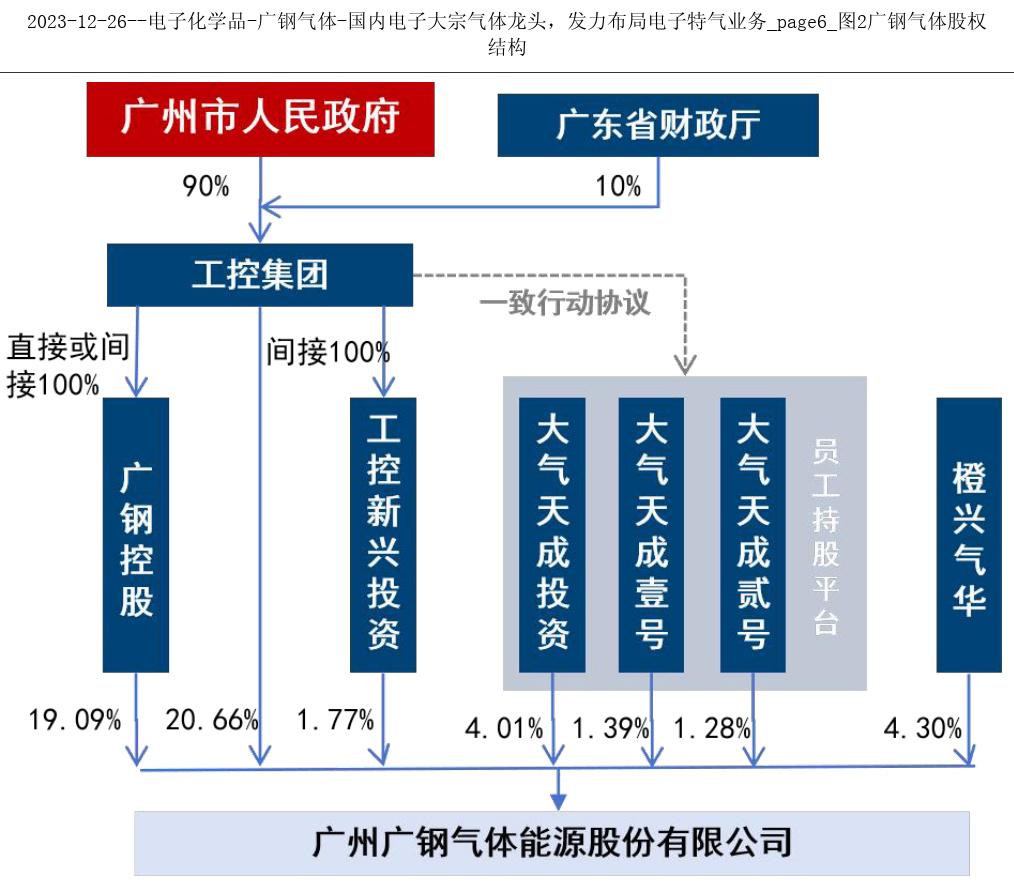 2023-12-26--电子化学品-广钢气体-国内电子大宗气体龙头，发力布局电子特气业务_page6_图2广钢气体股权
结构
广州市人民政府
广东省财政厅
90%
10%
工控集团
一致行动协议
直接或间
接100%
间接100%
广钢控股
工控新兴投资
大气天成投资
大气天成壹号
大气天成贰号
员工持股平台
橙兴气华
19.09%
20.66%
1.77%
4.01%
1.39%
1.28%
4.30%
广州广钢气体能源股份有限公司